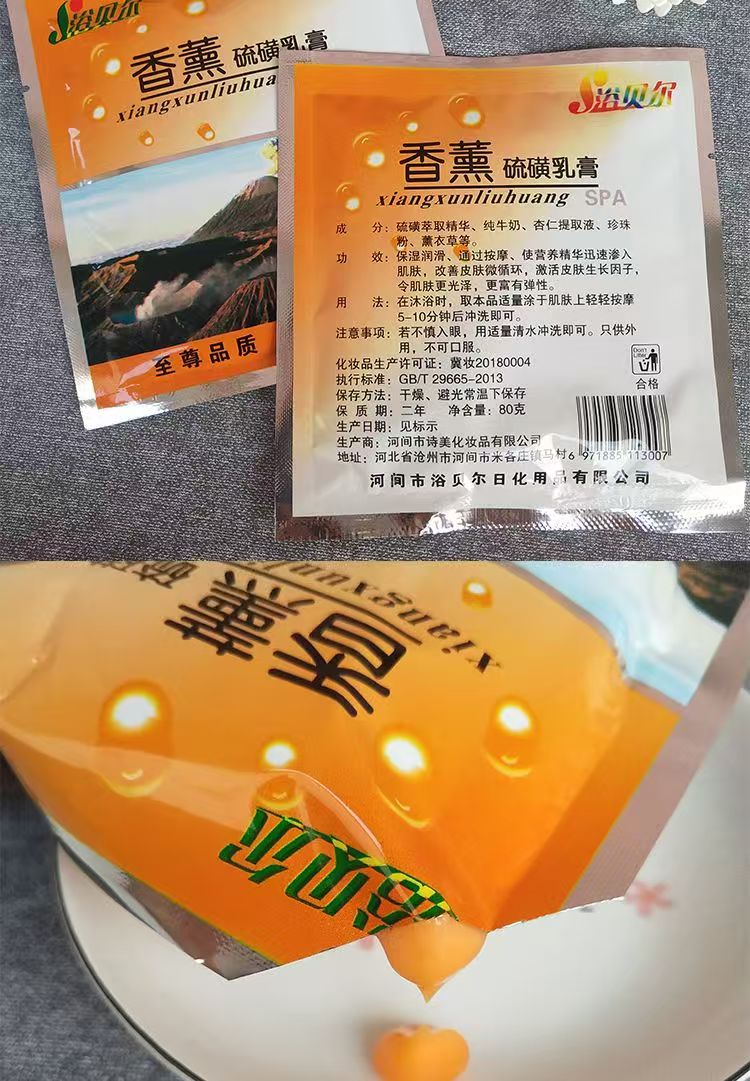 浴贝尔
香薰 硫磺乳膏
xiangxunliuhuang
至尊品质
浴贝尔
香薰 硫磺乳膏
xiangxunliuhuang SPA
成 分：硫磺萃取精华、纯牛奶、杏仁提取液、珍珠
粉、薰衣草等。
功 效：保湿润滑、通过按摩、使营养精华迅速渗入
肌肤，改善皮肤微循环，激活皮肤生长因子，
令肌肤更光泽，更富有弹性。
用 法：在沐浴时，取本品适量涂于肌肤上轻轻按摩
5-10分钟后冲洗即可。
注意事项：若不慎入眼，用适量清水冲洗即可。只供外
用，不可口服。
化妆品生产许可证：冀妆20180004
执行标准：GB/T 29665-2013
保存方法：干燥、避光常温下保存
保 质 期：二年 净含量：80克
生产日期：见标示
生产商：河间市诗美化妆品有限公司
地址：河北省沧州市河间市米各庄镇马村
Don't
Litter
合格
6 971885 113007
河间市浴贝尔日化用品有限公司
香薰 硫
xiangxunl
浴贝尔